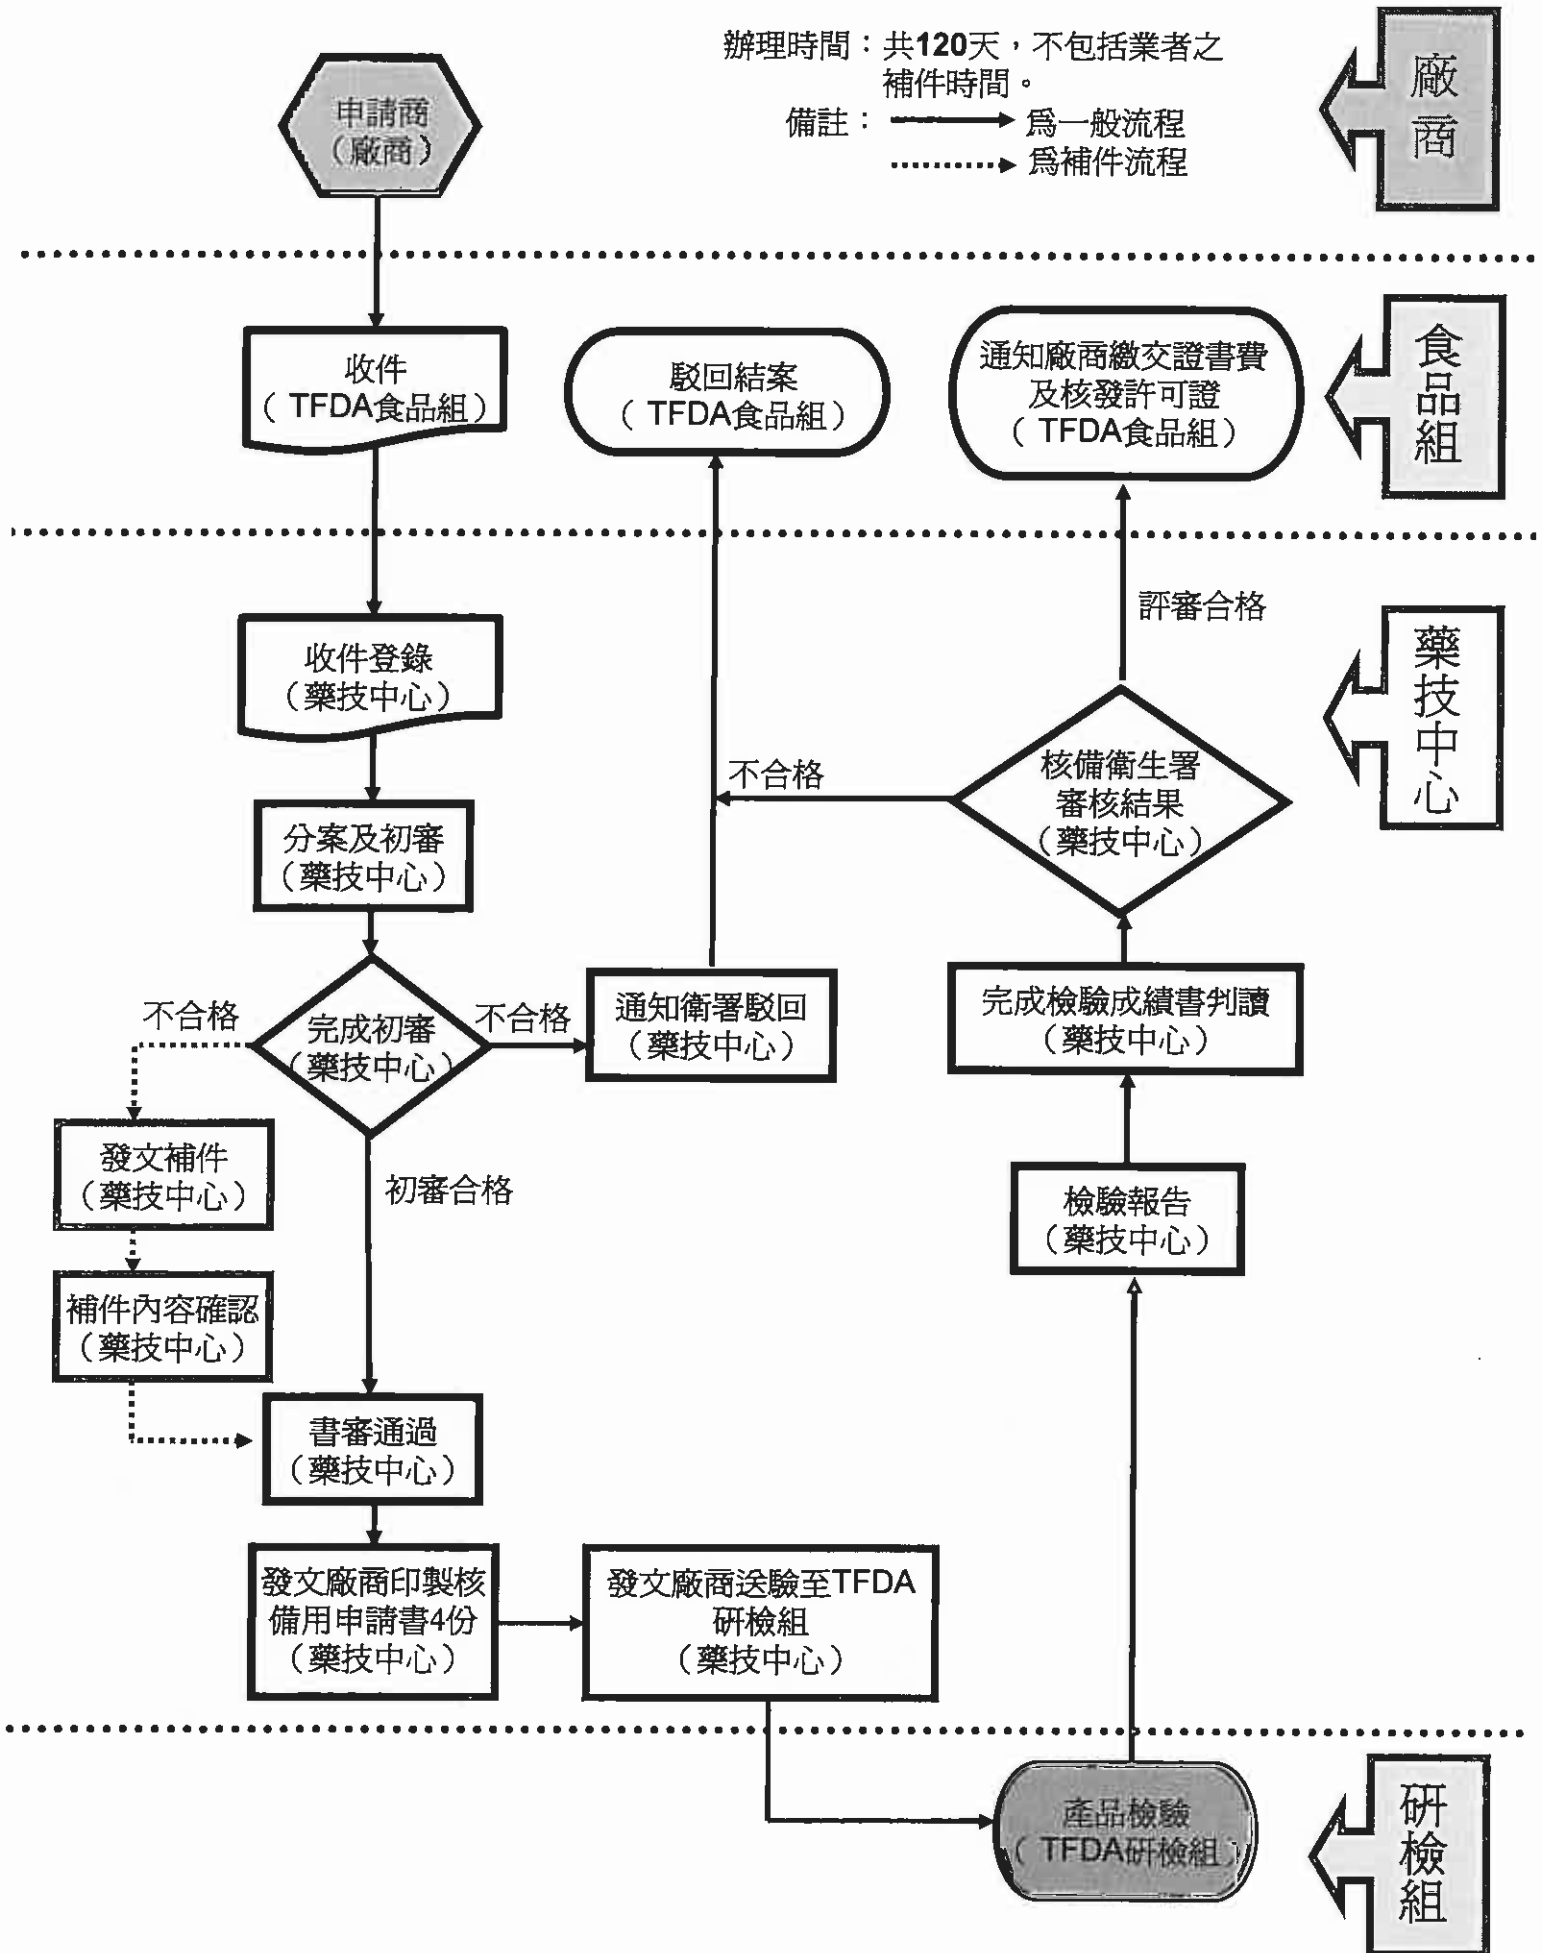 辦理時間：共120天，不包括業者之
補件時間。
備註：
為一般流程
為補件流程
廠商
申請商
（廠商）
食品組
收件
（TFDA食品組）
駁回結案
（TFDA食品組）
通知廠商繳交證書費
及核發許可證
（TFDA食品組）
藥技中心
收件登錄
（藥技中心）
評審合格
分案及初審
（藥技中心）
不合格
核備衛生署
審核結果
（藥技中心）
不合格
完成初審
（藥技中心）
不合格
通知衛署駁回
（藥技中心）
完成檢驗成績書判讀
（藥技中心）
發文補件
（藥技中心）
初審合格
檢驗報告
（藥技中心）
補件內容確認
（藥技中心）
書審通過
（藥技中心）
發文廠商印製核
備用申請書4份
（藥技中心）
發文廠商送驗至TFDA
研檢組
（藥技中心）
產品檢驗
（TFDA研檢組）
研檢組